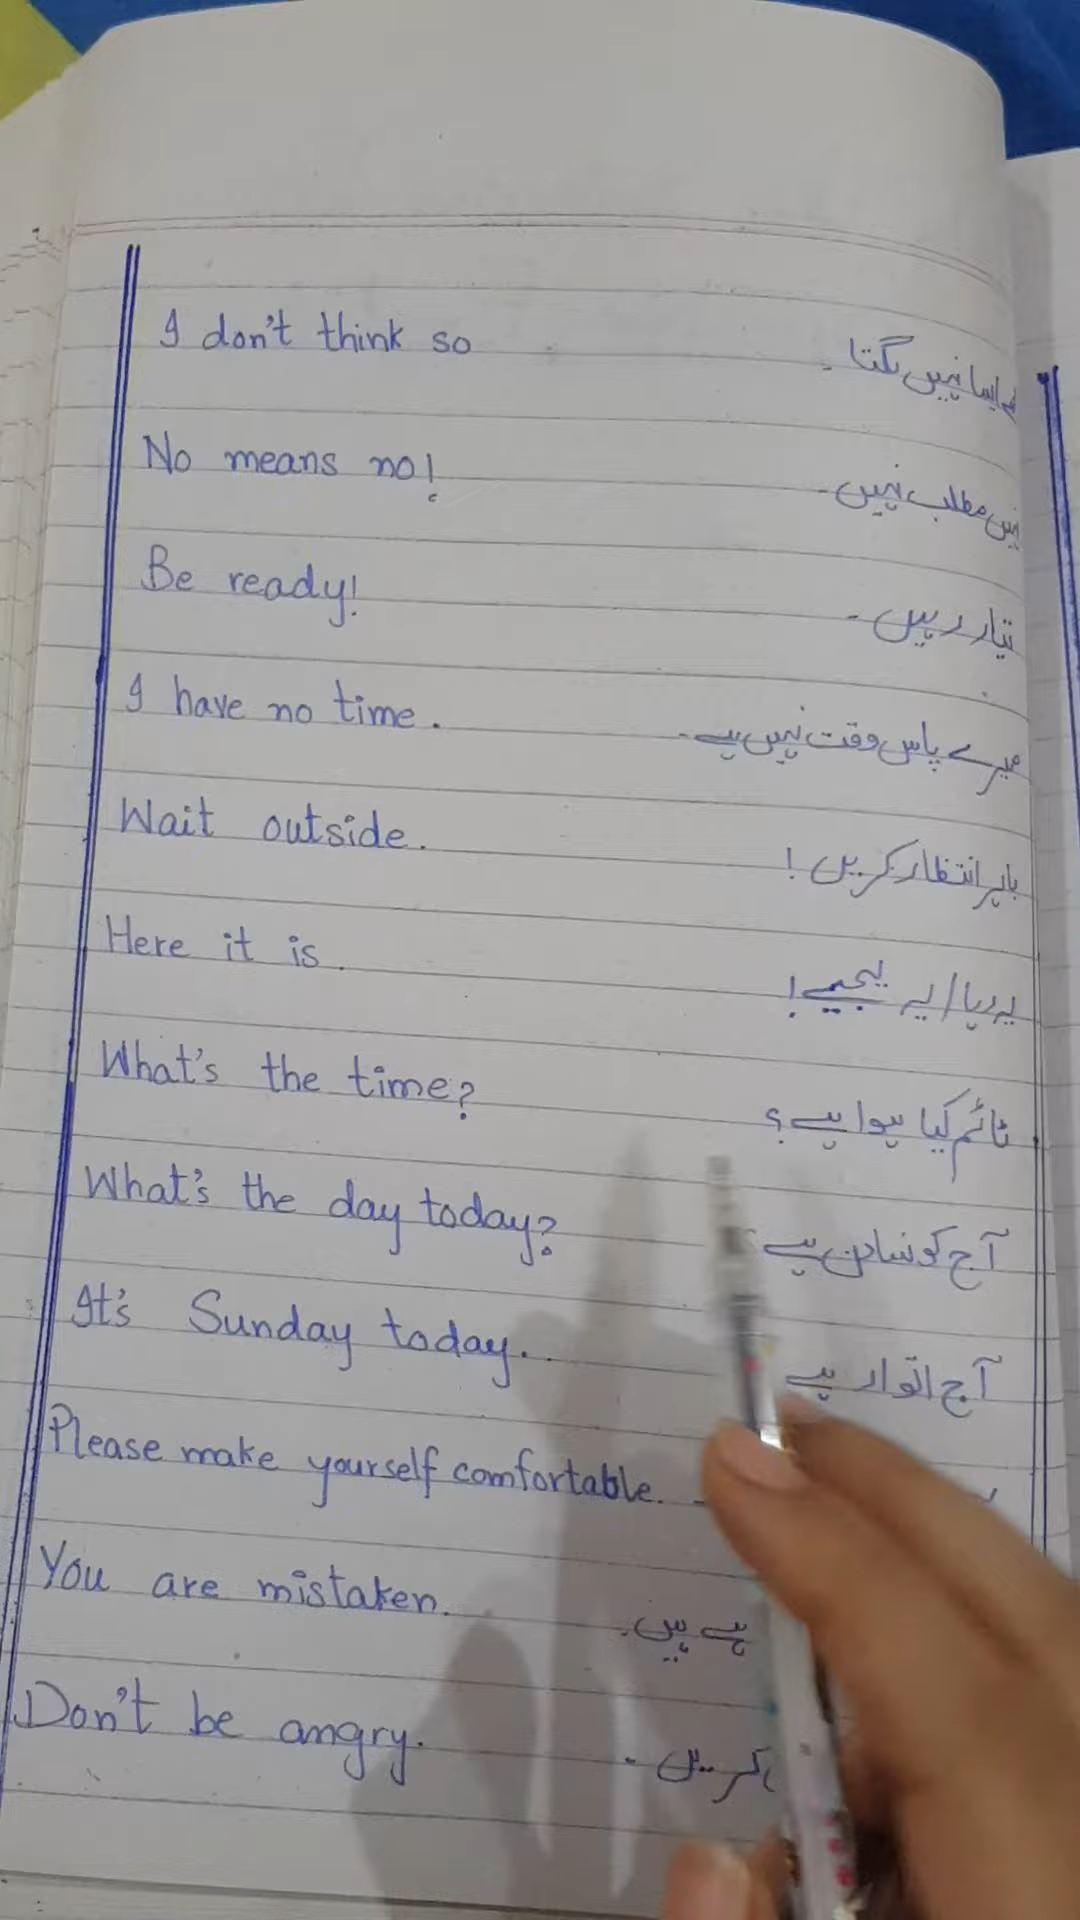 I don't think so ایسا نہیں لگتا۔
No means no! نہیں مطلب نہیں۔
Be ready! تیار رہیں۔
I have no time. میرے پاس وقت نہیں ہے۔
Wait outside. باہر انتظار کریں!
Here it is. یہ رہا / یہ لیجیے!
What's the time? ٹائم کیا ہوا ہے؟
What's the day today? آج کونسا دن ہے
It's Sunday today. آج اتوار ہے
Please make yourself comfortable.
You are mistaken. ہیں۔
Don't be angry. کریں۔